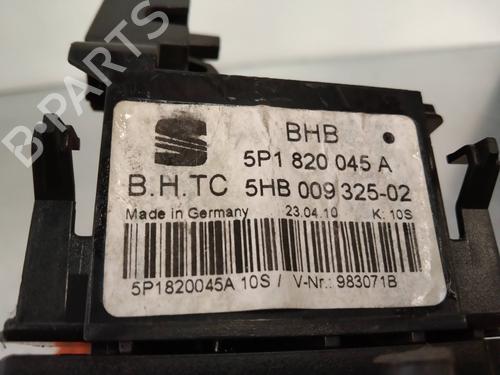 BHB
5P1 820 045 A
B.H.TC 5HB 009 325-02
Made in Germany 23.04.10 K: 10S
5P1820045A 10S / V-Nr.: 983071B
B-PARTS